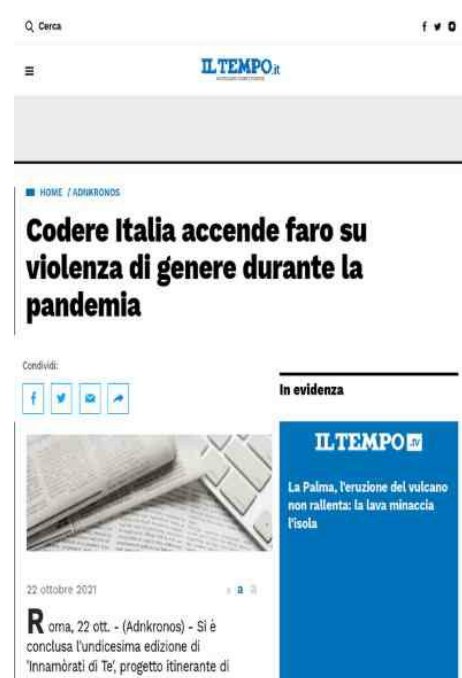 Cerca
IL TEMPO.it
HOME / ADNKRONOS
Codere Italia accende faro su
violenza di genere durante la
pandemia
Condividi:
In evidenza
IL TEMPO TV
La Palma, l'eruzione del vulcano
non rallenta: la lava minaccia
l'isola
22 ottobre 2021
a a a
Roma, 22 ott. - (Adnkronos) - Si è
conclusa l'undicesima edizione di
'Innamòrati di Te', progetto itinerante di